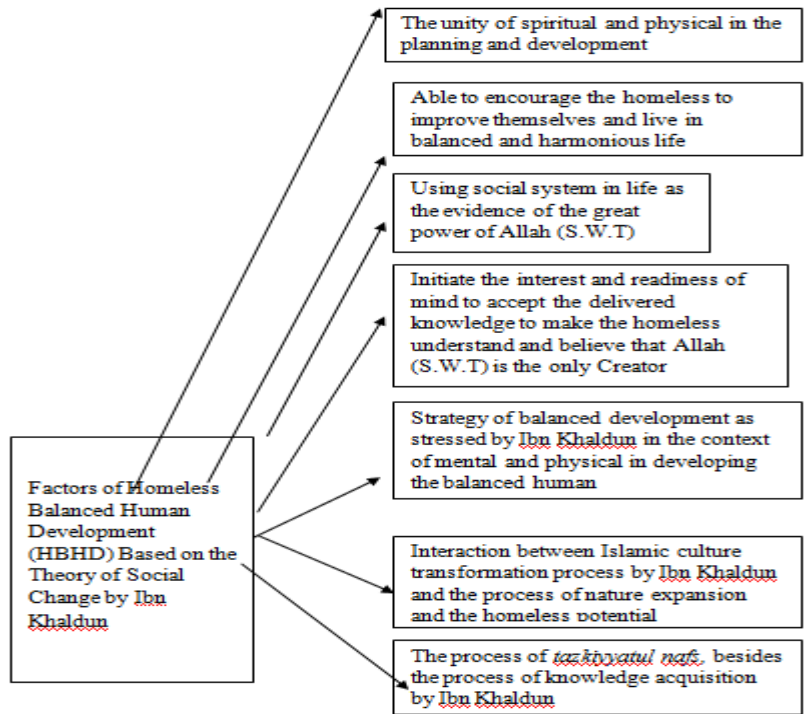 The unity of spiritual and physical in the
planning and development
Able to encourage the homeless to
improve themselves and live in
balanced and harmonious life
Using social system in life as
the evidence of the great
power of Allah (S.W.T)
Initiate the interest and readiness of
mind to accept the delivered
knowledge to make the homeless
understand and believe that Allah
(S.W.T) is the only Creator
Strategy of balanced development as
stressed by Ibn Khaldun in the context
of mental and physical in developing
the balanced human
Factors of Homeless
Balanced Human
Development
(HBHD) Based on the
Theory of Social
Change by Ibn
Khaldun
Interaction between Islamic culture
transformation process by Ibn Khaldun
and the process of nature expansion
and the homeless potential
The process of tazkiyyatul nafs, besides
the process of knowledge acquisition
by Ibn Khaldun